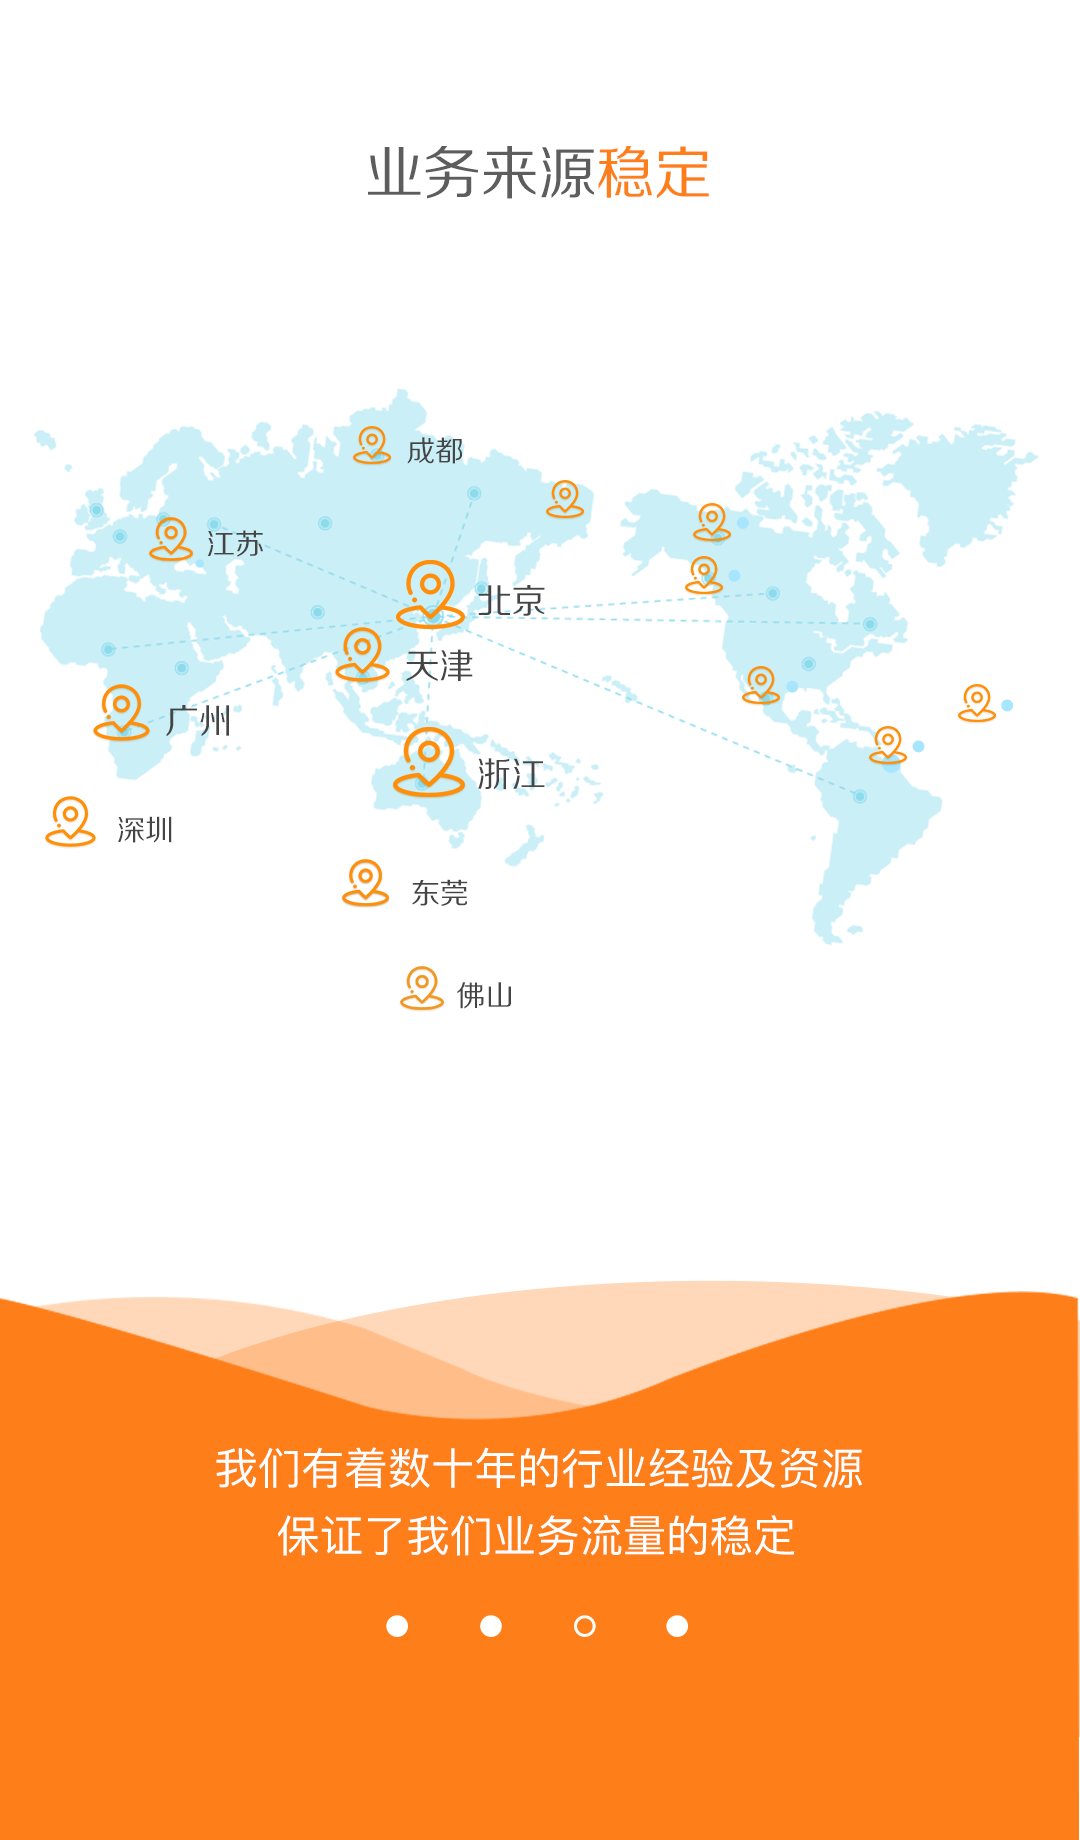 业务来源稳定
成都
江苏
北京
天津
广州
浙江
深圳
东莞
佛山
我们有着数十年的行业经验及资源
保证了我们业务流量的稳定